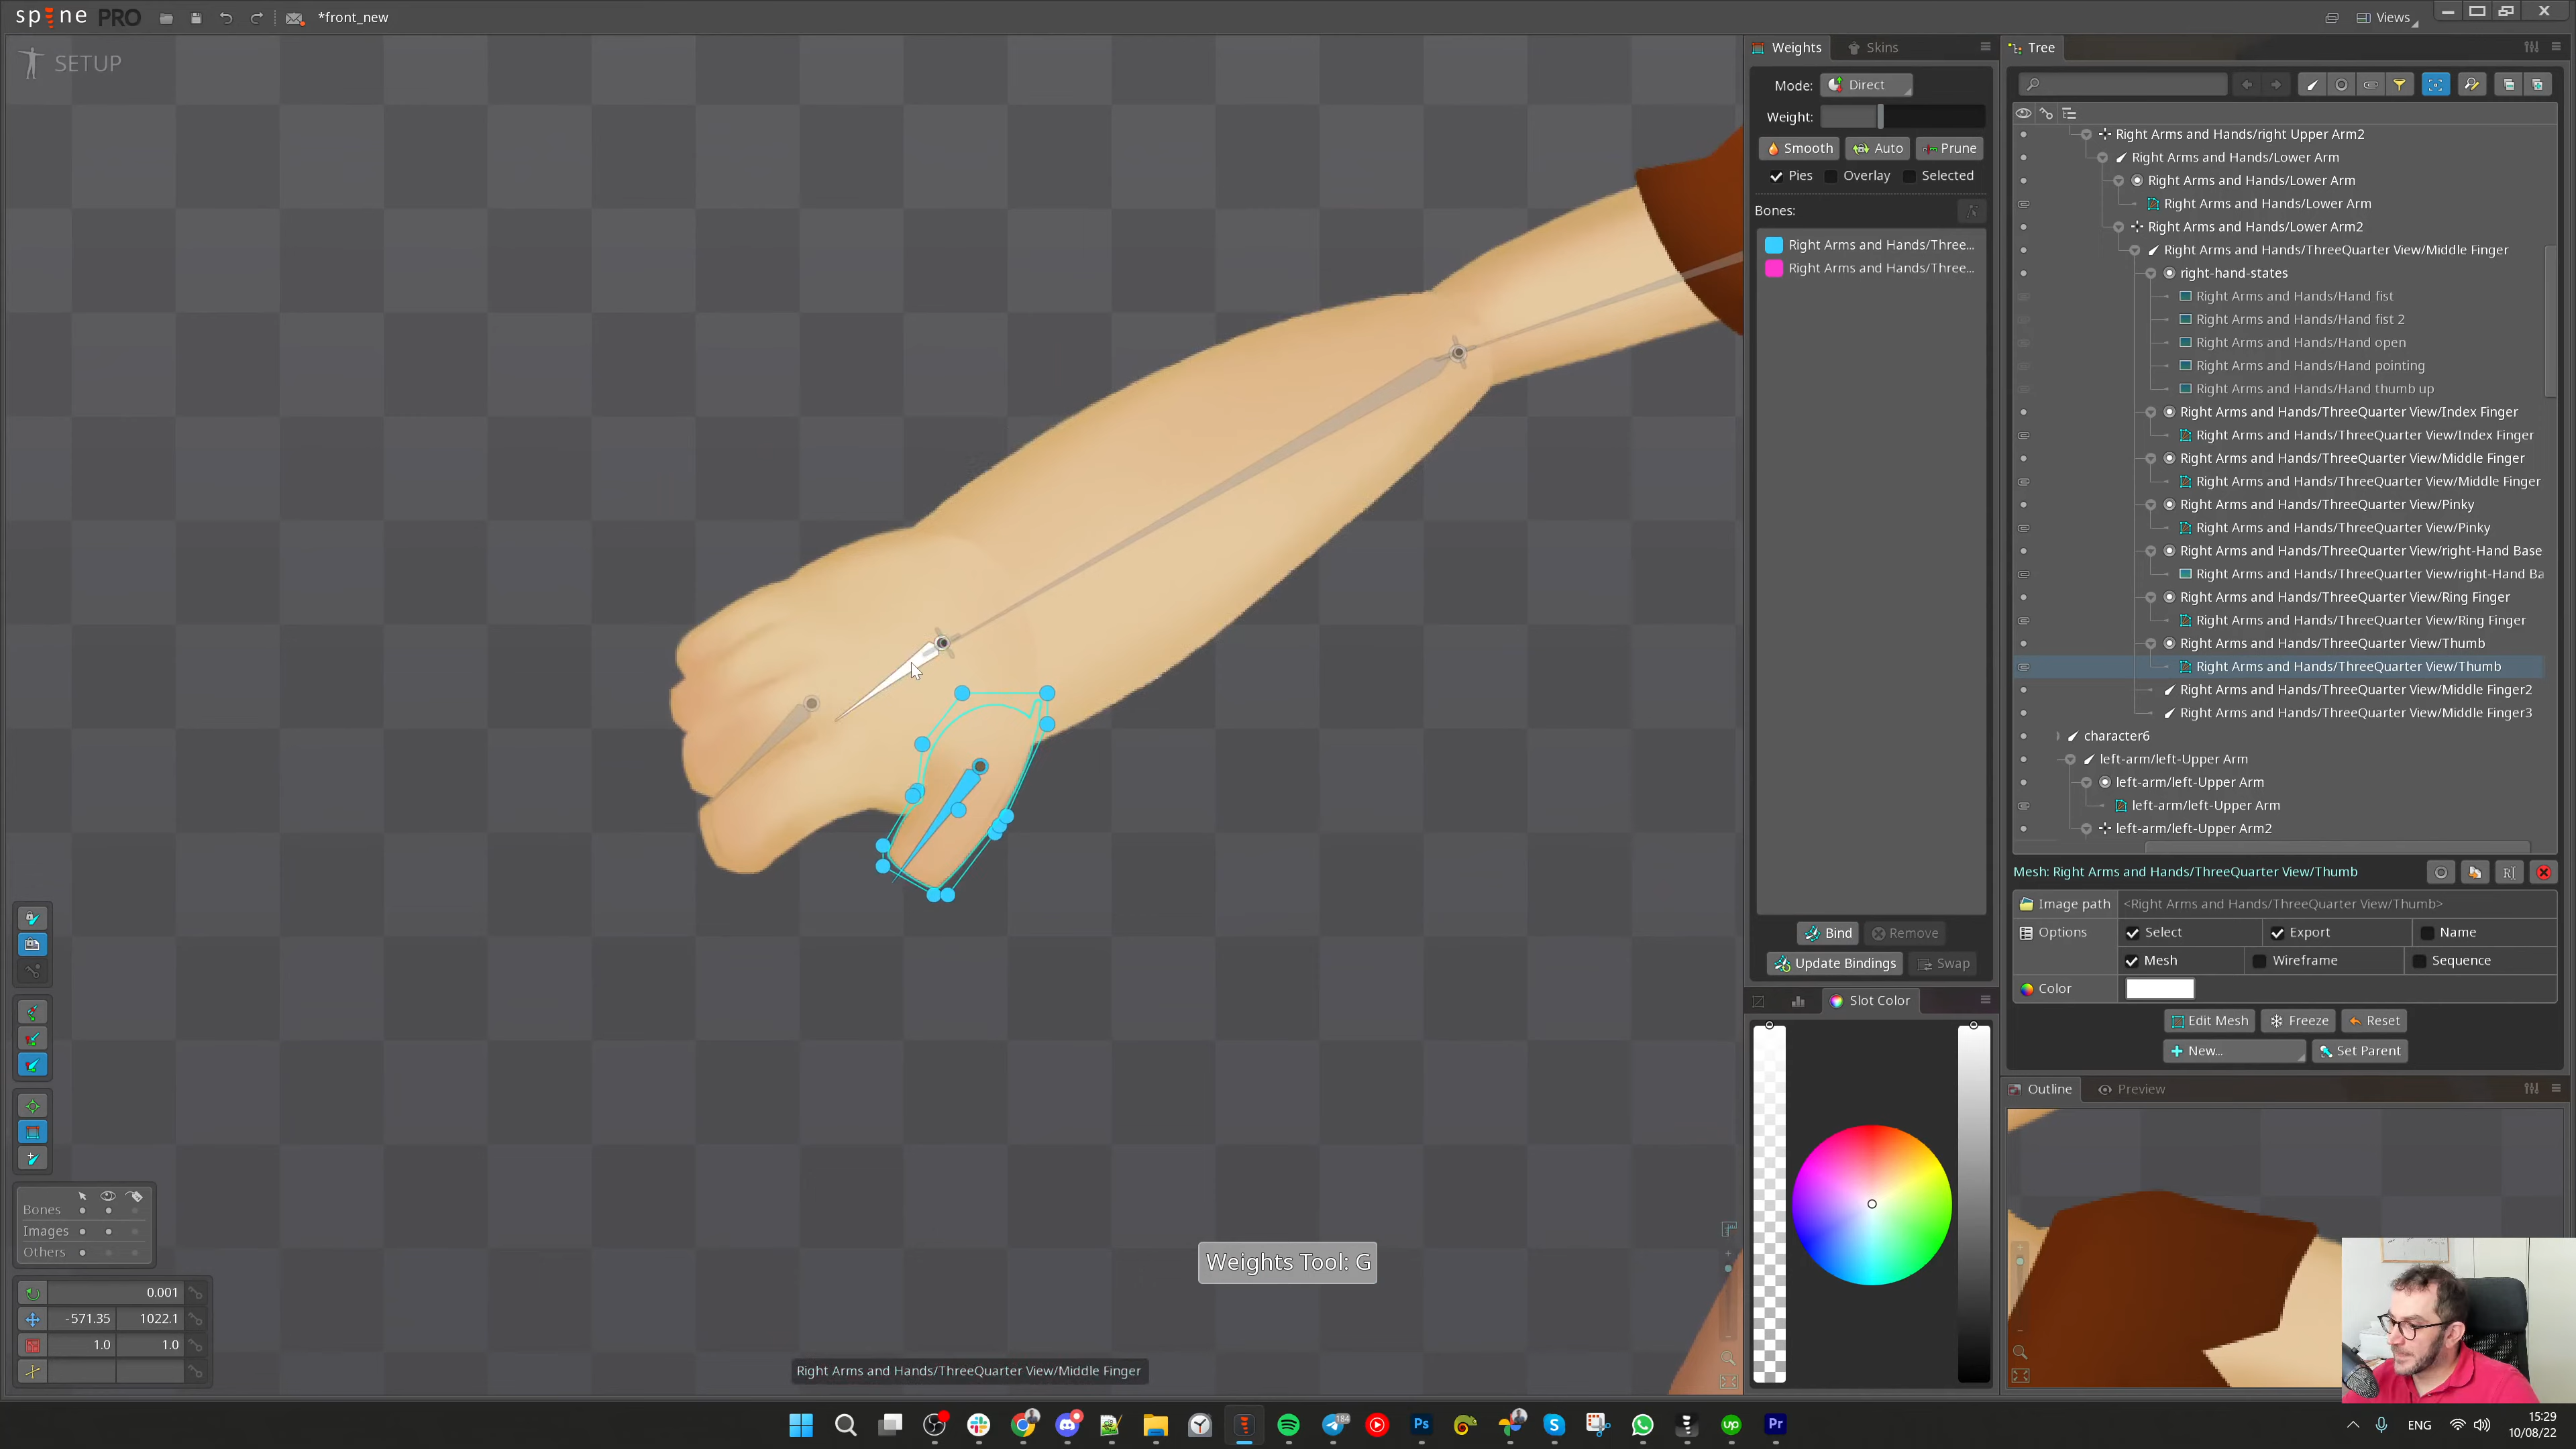 spine PRO
*front_new
Views
SETUP
Weights
Skins
Mode:
Direct
Weight:
Smooth
Auto
Prune
Pies
Overlay
Selected
Bones:
Right Arms and Hands/Three...
Right Arms and Hands/Three...
Bind
Remove
Update Bindings
Swap
Slot Color
Tree
Right Arms and Hands/right Upper Arm2
Right Arms and Hands/Lower Arm
Right Arms and Hands/Lower Arm
Right Arms and Hands/Lower Arm
Right Arms and Hands/Lower Arm2
Right Arms and Hands/ThreeQuarter View/Middle Finger
right-hand-states
Right Arms and Hands/Hand fist
Right Arms and Hands/Hand fist 2
Right Arms and Hands/Hand open
Right Arms and Hands/Hand pointing
Right Arms and Hands/Hand thumb up
Right Arms and Hands/ThreeQuarter View/Index Finger
Right Arms and Hands/ThreeQuarter View/Index Finger
Right Arms and Hands/ThreeQuarter View/Middle Finger
Right Arms and Hands/ThreeQuarter View/Middle Finger
Right Arms and Hands/ThreeQuarter View/Pinky
Right Arms and Hands/ThreeQuarter View/Pinky
Right Arms and Hands/ThreeQuarter View/right-Hand Base
Right Arms and Hands/ThreeQuarter View/right-Hand Ba
Right Arms and Hands/ThreeQuarter View/Ring Finger
Right Arms and Hands/ThreeQuarter View/Ring Finger
Right Arms and Hands/ThreeQuarter View/Thumb
Right Arms and Hands/ThreeQuarter View/Thumb
Right Arms and Hands/ThreeQuarter View/Middle Finger2
Right Arms and Hands/ThreeQuarter View/Middle Finger3
character6
left-arm/left-Upper Arm
left-arm/left-Upper Arm
left-arm/left-Upper Arm
left-arm/left-Upper Arm2
Mesh: Right Arms and Hands/ThreeQuarter View/Thumb
Image path
<Right Arms and Hands/ThreeQuarter View/Thumb>
Options
Select
Export
Name
Mesh
Wireframe
Sequence
Color
Edit Mesh
Freeze
Reset
New...
Set Parent
Outline
Preview
Bones
Images
Others
0.001
-571.35 1022.1
1.0 1.0
Weights Tool: G
Right Arms and Hands/ThreeQuarter View/Middle Finger
184
Ps
up
Pr
ENG
15:29
10/08/22